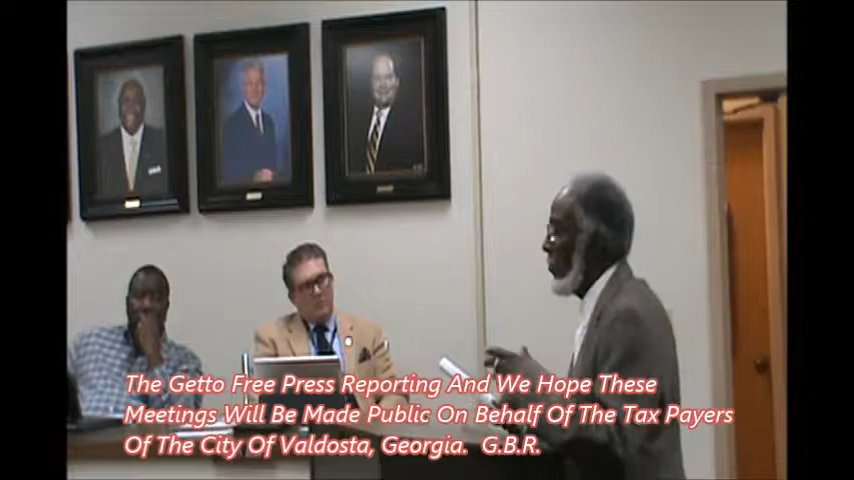 The Getto Free Press Reporting And We Hope These
Meetings Will Be Made Public On Behalf Of The Tax Payers
Of The City Of Valdosta, Georgia.  G.B.R.